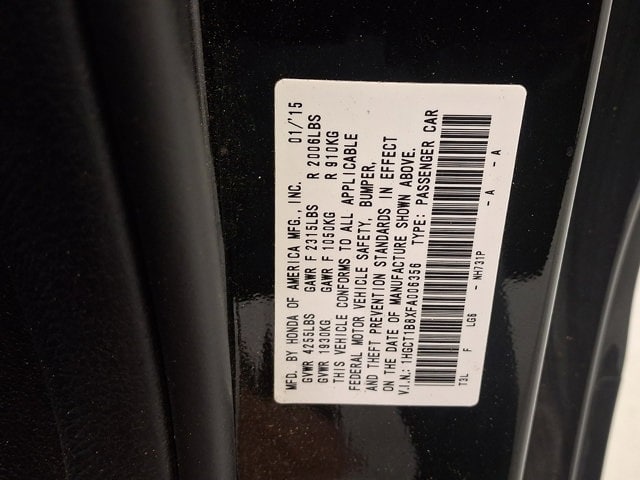 MFD. BY HONDA OF AMERICA MFG., INC. 01/'15
GVWR 4255LBS GAWR F 2315LBS R 2006LBS
GVWR 1930KG GAWR F 1050KG R 910KG
THIS VEHICLE CONFORMS TO ALL APPLICABLE
FEDERAL MOTOR VEHICLE SAFETY, BUMPER,
AND THEFT PREVENTION STANDARDS IN EFFECT
ON THE DATE OF MANUFACTURE SHOWN ABOVE.
V.I.N.: 1HGCT1B8XFA006356 TYPE: PASSENGER CAR
T3L F LG6 - NH731P - A - A